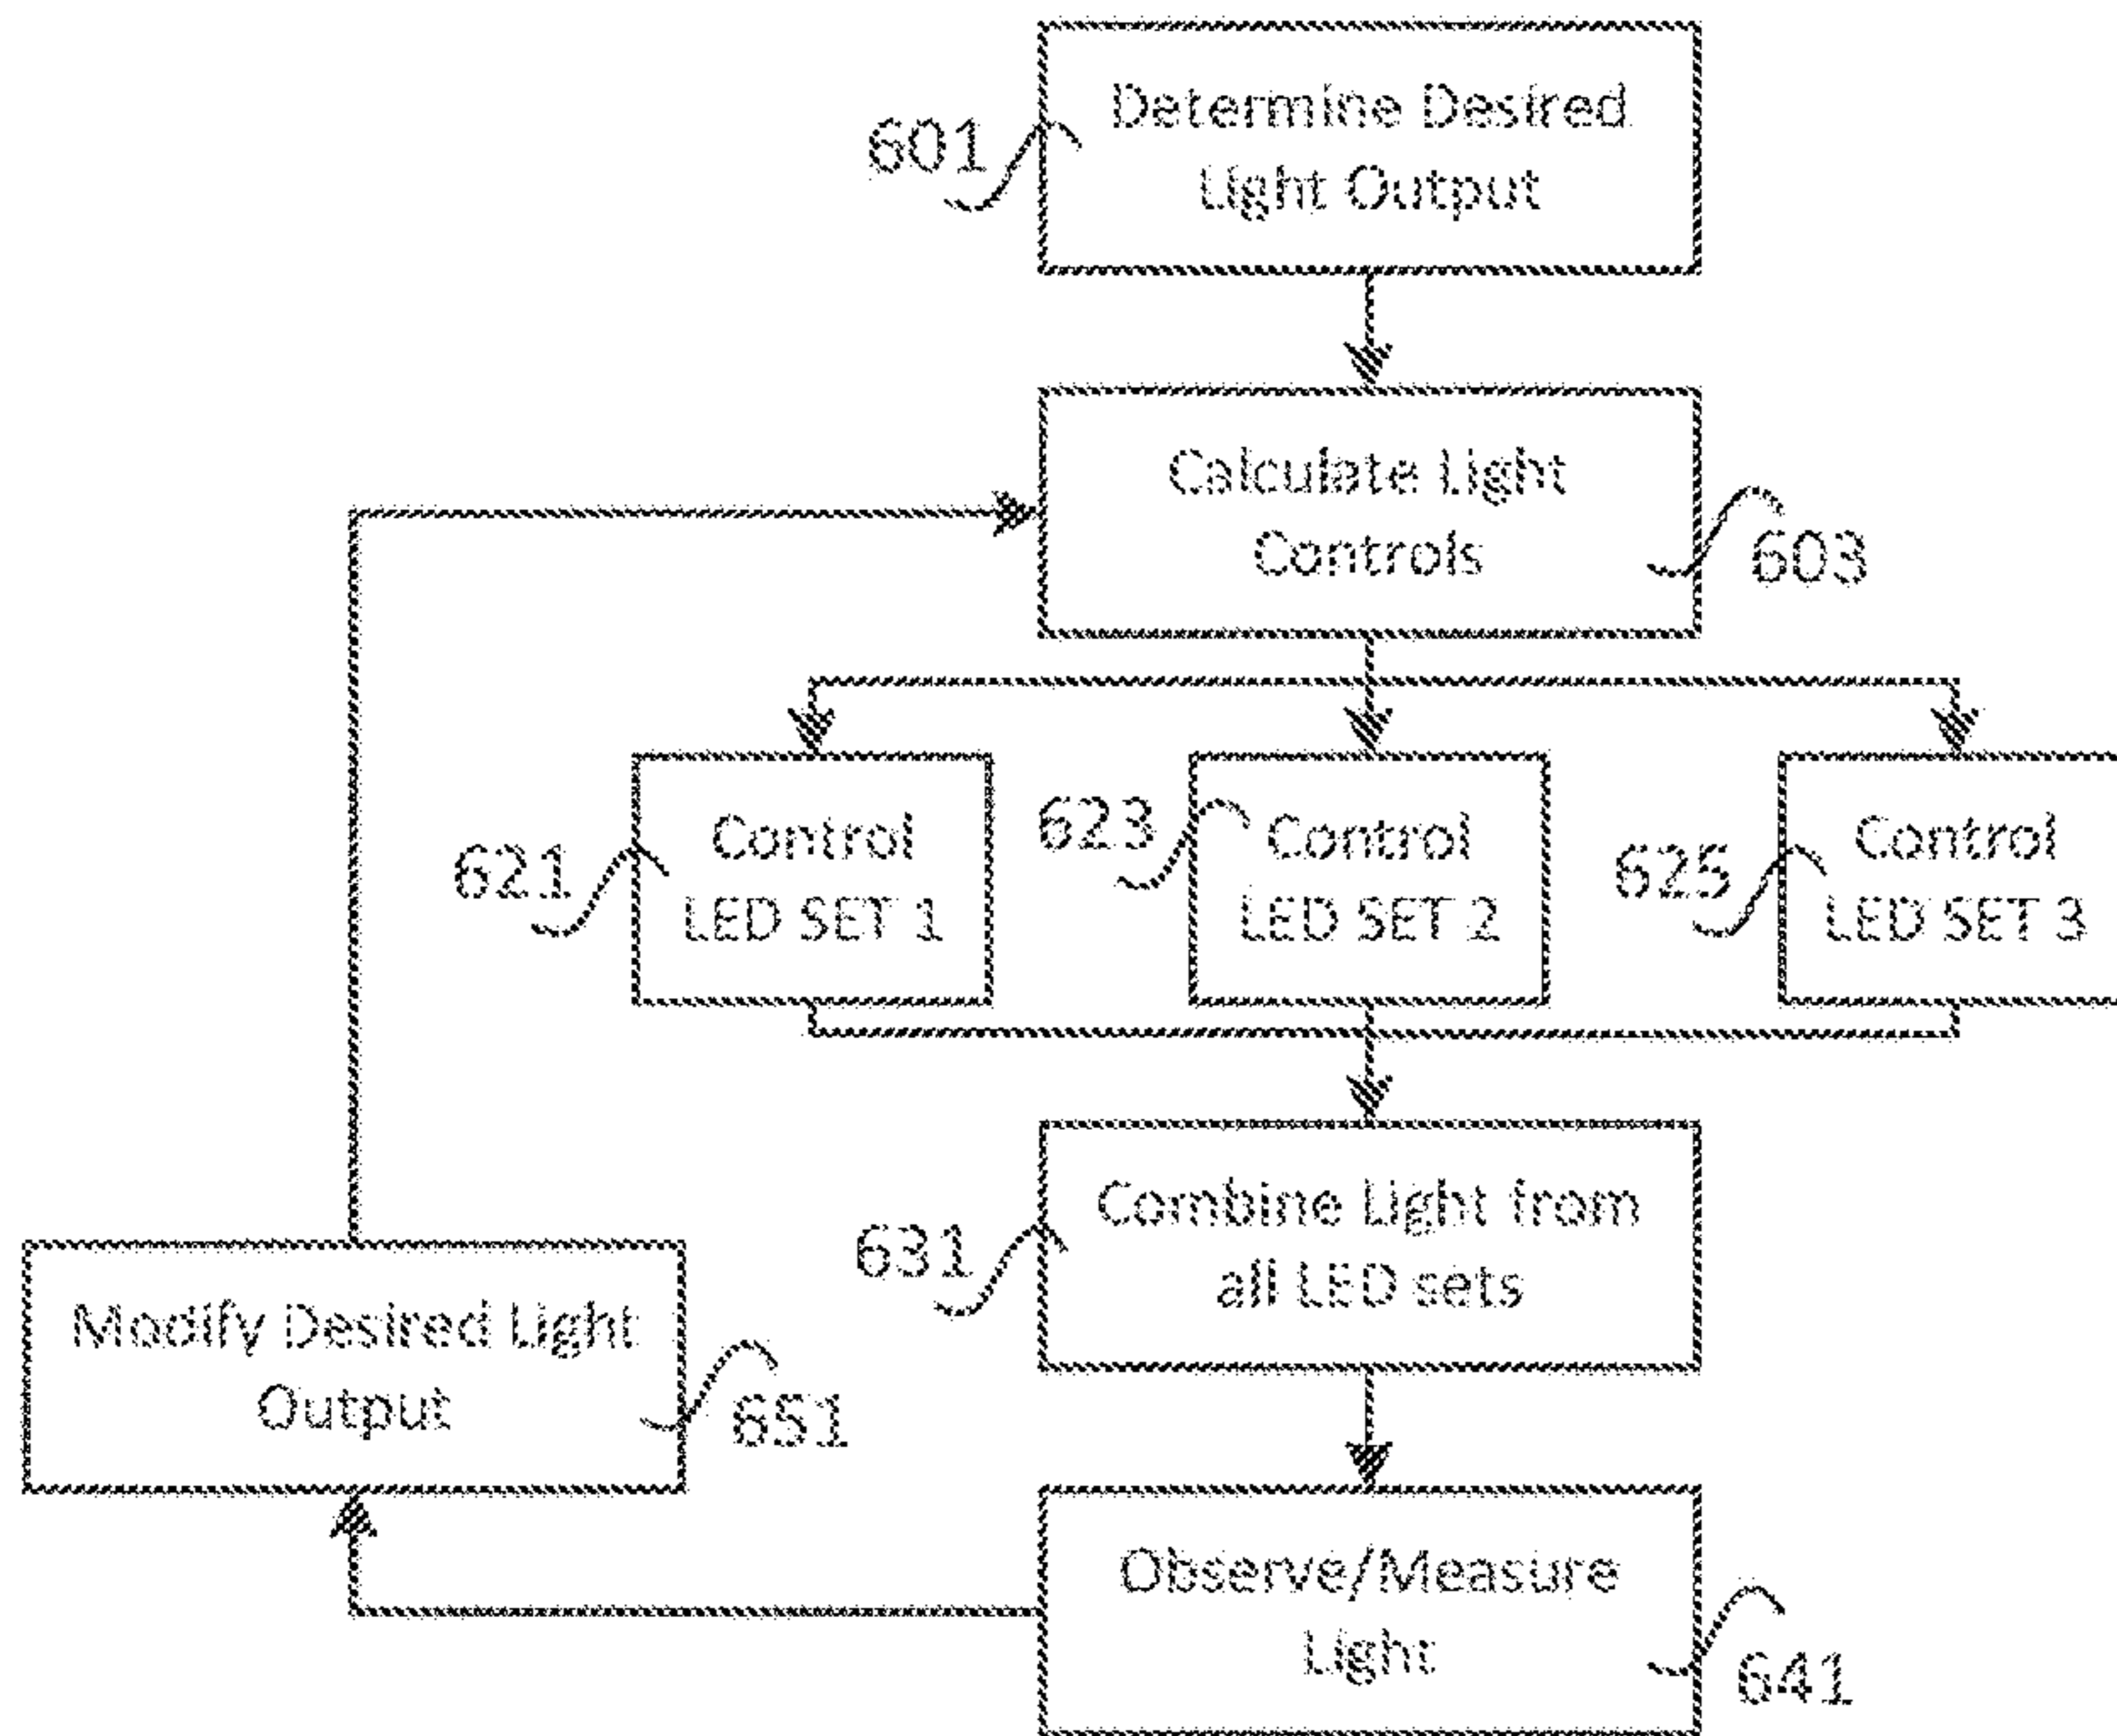 Determine Desired
Light Output
601
Calculate Light
Controls
603
Control
LED SET 1
621
Control
LED SET 2
623
Control
LED SET 3
625
Combine Light from
all LED sets
631
Modify Desired Light
Output
651
Observe/Measure
Light
641